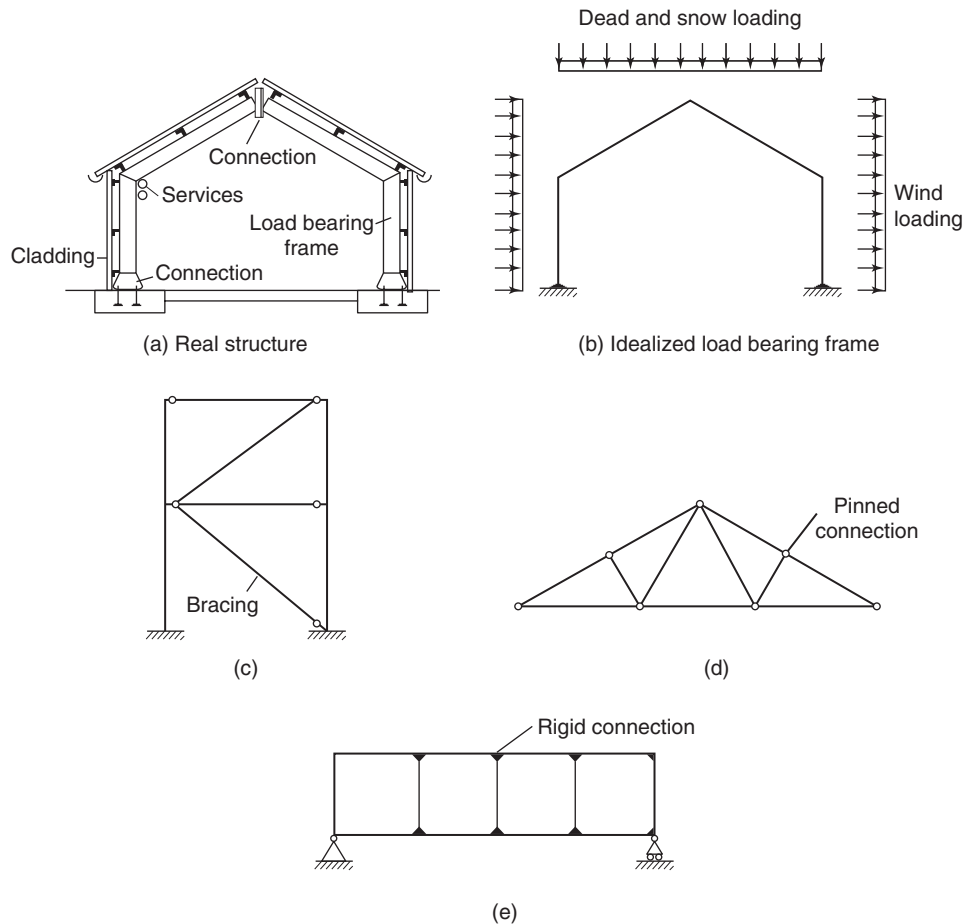 Dead and snow loading
Connection
Services
Load bearing
frame
Cladding
Connection
Wind
loading
(a) Real structure
(b) Idealized load bearing frame
Bracing
Pinned
connection
(c)
(d)
Rigid connection
(e)